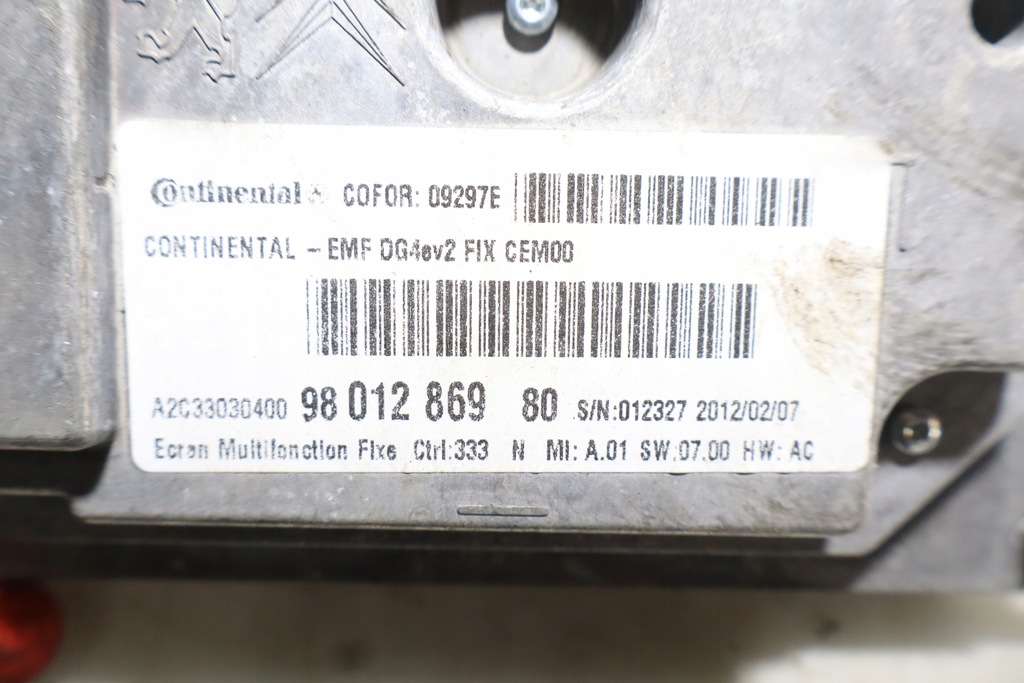 Continental® COFOR: 09297E
CONTINENTAL - EMF DG4ev2 FIX CEM00
A2C33030400 98 012 869 80 S/N:012327 2012/02/07
Ecran Multifonction Fixe Ctrl:333 N MI: A.01 SW:07.00 HW: AC